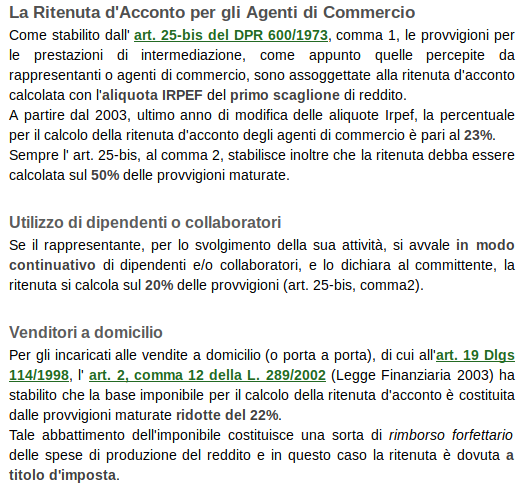 La Ritenuta d'Acconto per gli Agenti di Commercio
Come stabilito dall' art. 25-bis del DPR 600/1973, comma 1, le provvigioni per
le prestazioni di intermediazione, come appunto quelle percepite da
rappresentanti o agenti di commercio, sono assoggettate alla ritenuta d'acconto
calcolata con l'aliquota IRPEF del primo scaglione di reddito.
A partire dal 2003, ultimo anno di modifica delle aliquote Irpef, la percentuale
per il calcolo della ritenuta d'acconto degli agenti di commercio è pari al 23%.
Sempre l' art. 25-bis, al comma 2, stabilisce inoltre che la ritenuta debba essere
calcolata sul 50% delle provvigioni maturate.
Utilizzo di dipendenti o collaboratori
Se il rappresentante, per lo svolgimento della sua attività, si avvale in modo
continuativo di dipendenti e/o collaboratori, e lo dichiara al committente, la
ritenuta si calcola sul 20% delle provvigioni (art. 25-bis, comma2).
Venditori a domicilio
Per gli incaricati alle vendite a domicilio (o porta a porta), di cui all'art. 19 Dlgs
114/1998, l' art. 2, comma 12 della L. 289/2002 (Legge Finanziaria 2003) ha
stabilito che la base imponibile per il calcolo della ritenuta d'acconto è costituita
dalle provvigioni maturate ridotte del 22%.
Tale abbattimento dell'imponibile costituisce una sorta di rimborso forfettario
delle spese di produzione del reddito e in questo caso la ritenuta è dovuta a
titolo d'imposta.